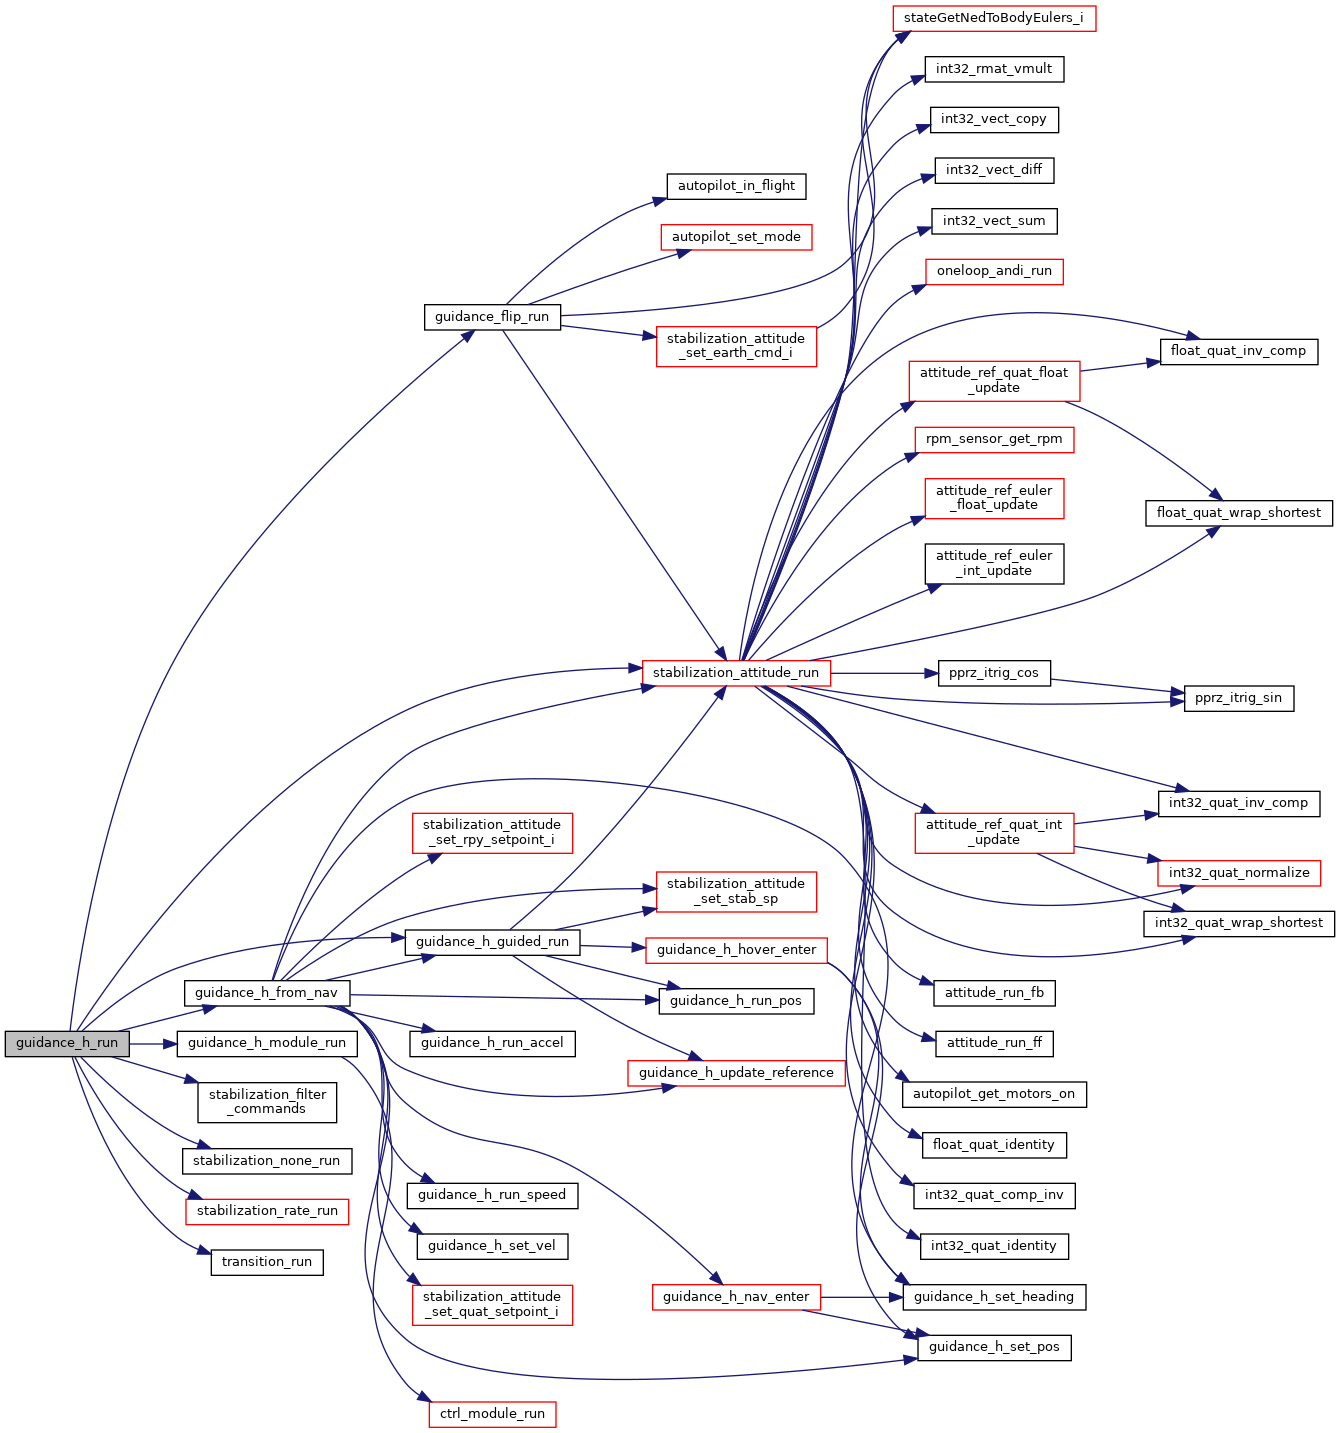 stateGetNedToBodyEulers_i
int32_rmat_vmult
int32_vect_copy
int32_vect_diff
autopilot_in_flight
int32_vect_sum
autopilot_set_mode
oneloop_andi_run
guidance_flip_run
stabilization_attitude
_set_earth_cmd_i
float_quat_inv_comp
attitude_ref_quat_float
_update
rpm_sensor_get_rpm
attitude_ref_euler
_float_update
float_quat_wrap_shortest
attitude_ref_euler
_int_update
stabilization_attitude_run
pprz_itrig_cos
pprz_itrig_sin
int32_quat_inv_comp
stabilization_attitude
_set_rpy_setpoint_i
attitude_ref_quat_int
_update
int32_quat_normalize
stabilization_attitude
_set_stab_sp
int32_quat_wrap_shortest
guidance_h_guided_run
guidance_h_hover_enter
guidance_h_from_nav
attitude_run_fb
guidance_h_run_pos
guidance_h_run
guidance_h_module_run
guidance_h_run_accel
attitude_run_ff
guidance_h_update_reference
stabilization_filter
_commands
autopilot_get_motors_on
float_quat_identity
stabilization_none_run
guidance_h_run_speed
int32_quat_comp_inv
stabilization_rate_run
guidance_h_set_vel
int32_quat_identity
transition_run
stabilization_attitude
_set_quat_setpoint_i
guidance_h_nav_enter
guidance_h_set_heading
guidance_h_set_pos
ctrl_module_run